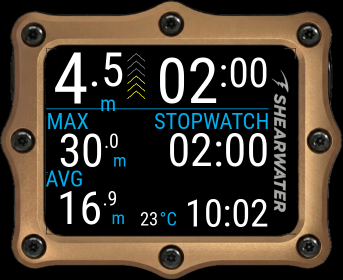 4.5 m 02:00
MAX STOPWATCH
30.0 m 02:00
AVG
16.9 m 23°C 10:02
SHEARWATER